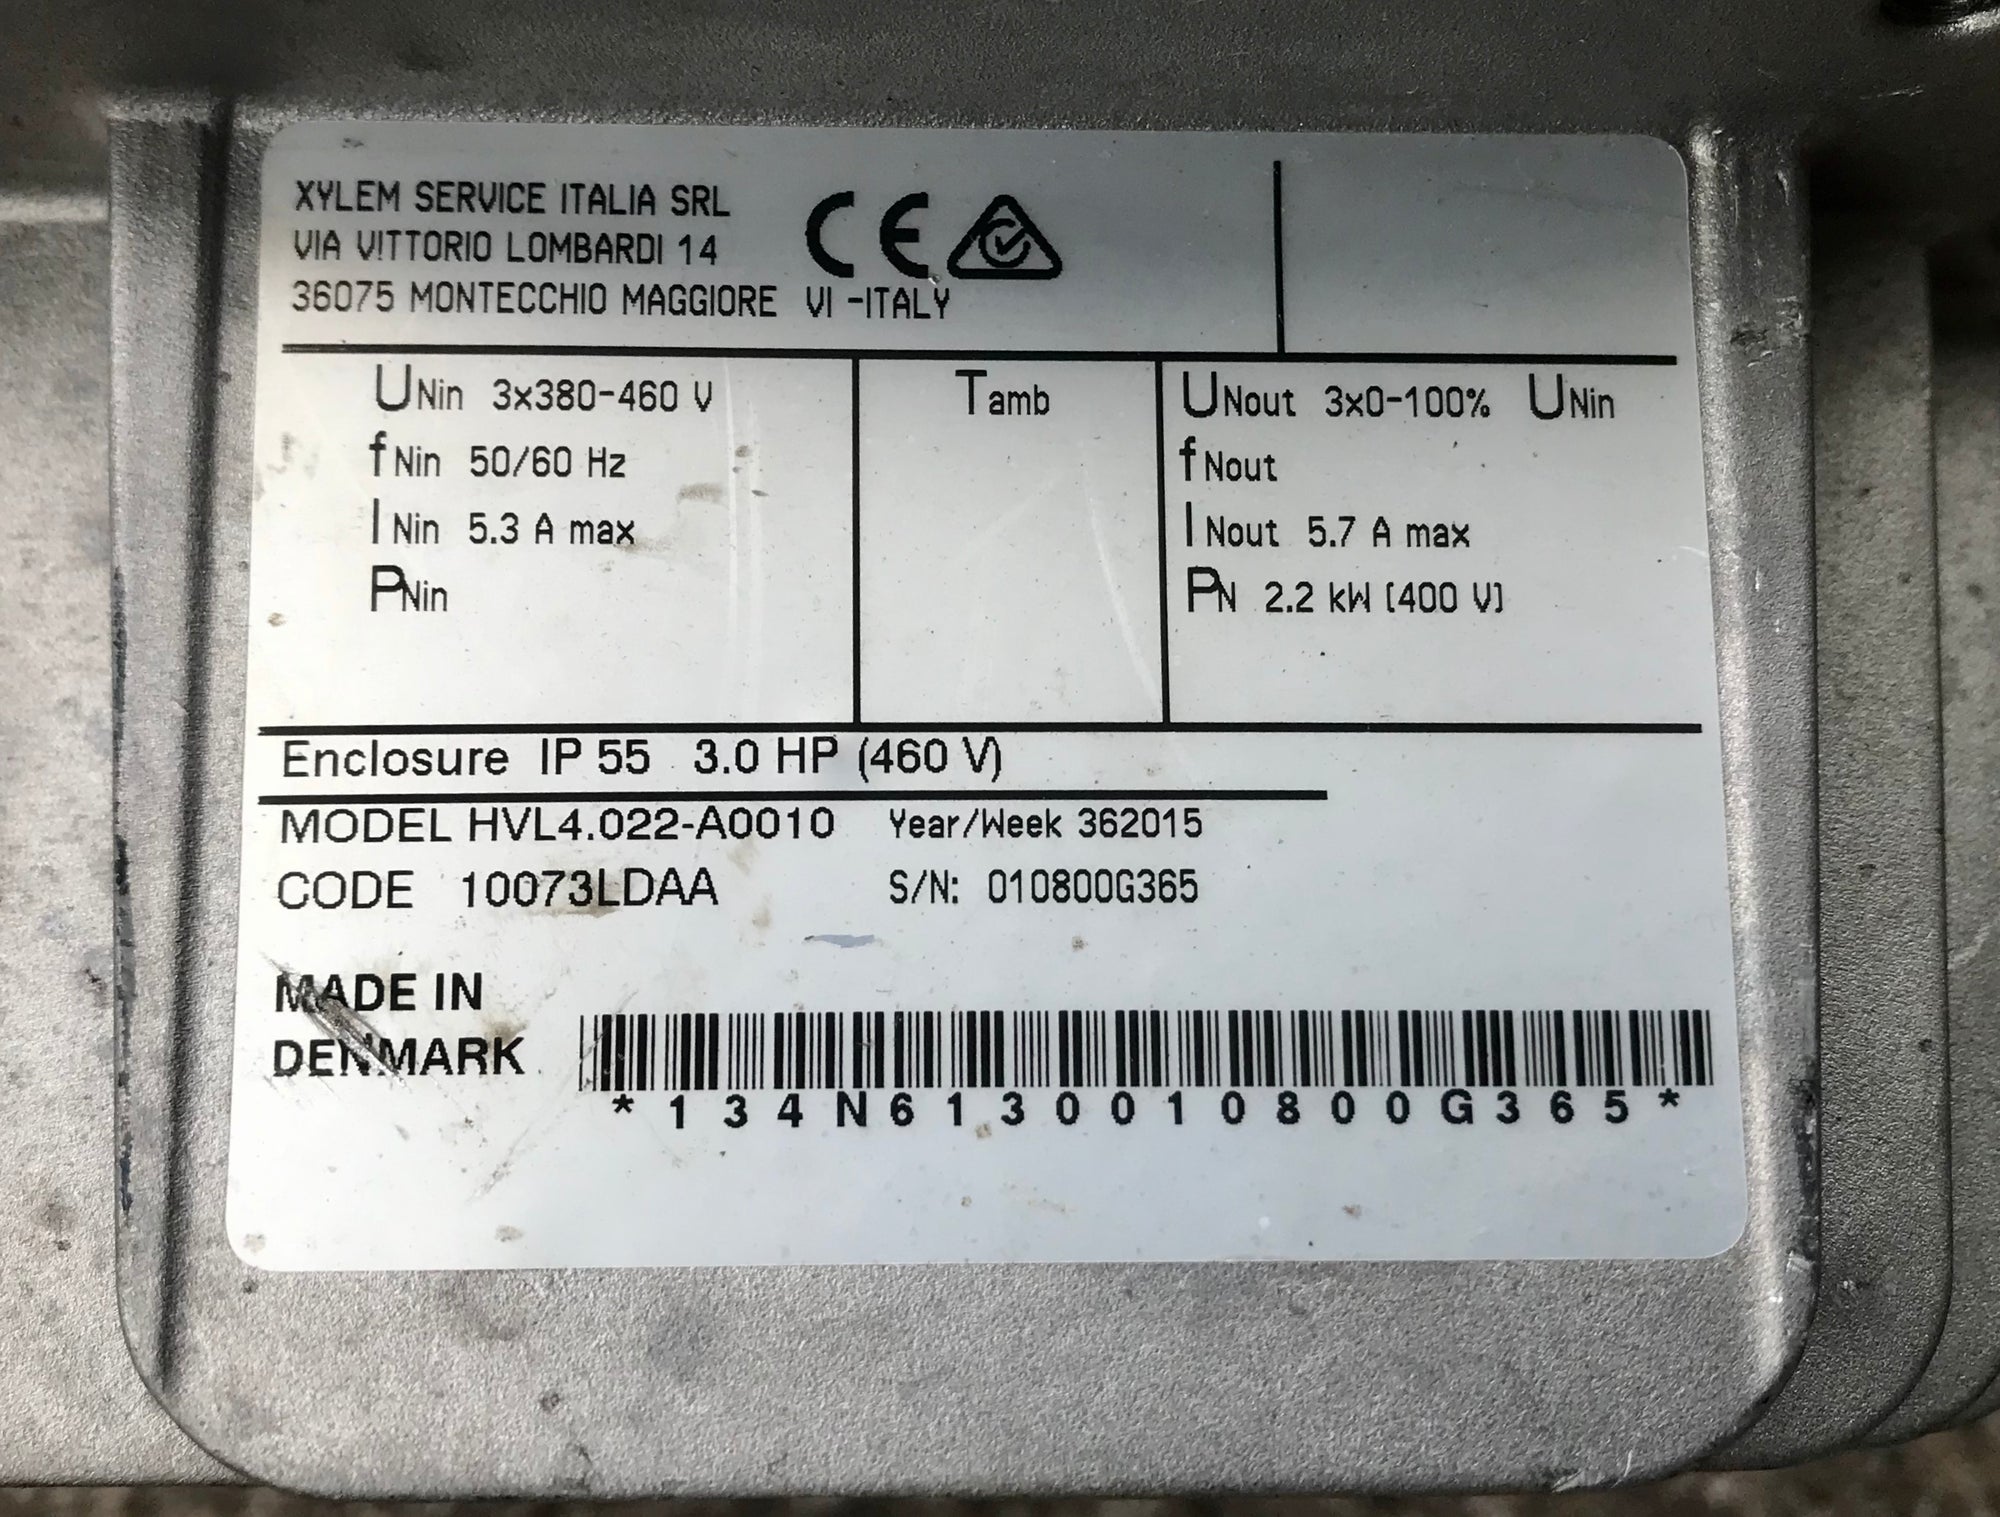 XYLEM SERVICE ITALIA SRL
VIA VITTORIO LOMBARDI 14
36075 MONTECCHIO MAGGIORE VI -ITALY
CE
UNin 3x380-460 V
fNin 50/60 Hz
INin 5.3 A max
PNin
Tamb
UNout 3x0-100% UNin
fNout
INout 5.7 A max
PN 2.2 kW (400 V)
Enclosure IP 55 3.0 HP (460 V)
MODEL HVL4.022-A0010 Year/Week 362015
CODE 10073LDAA S/N: 010800G365
MADE IN
DENMARK
*134N6130010800G365*